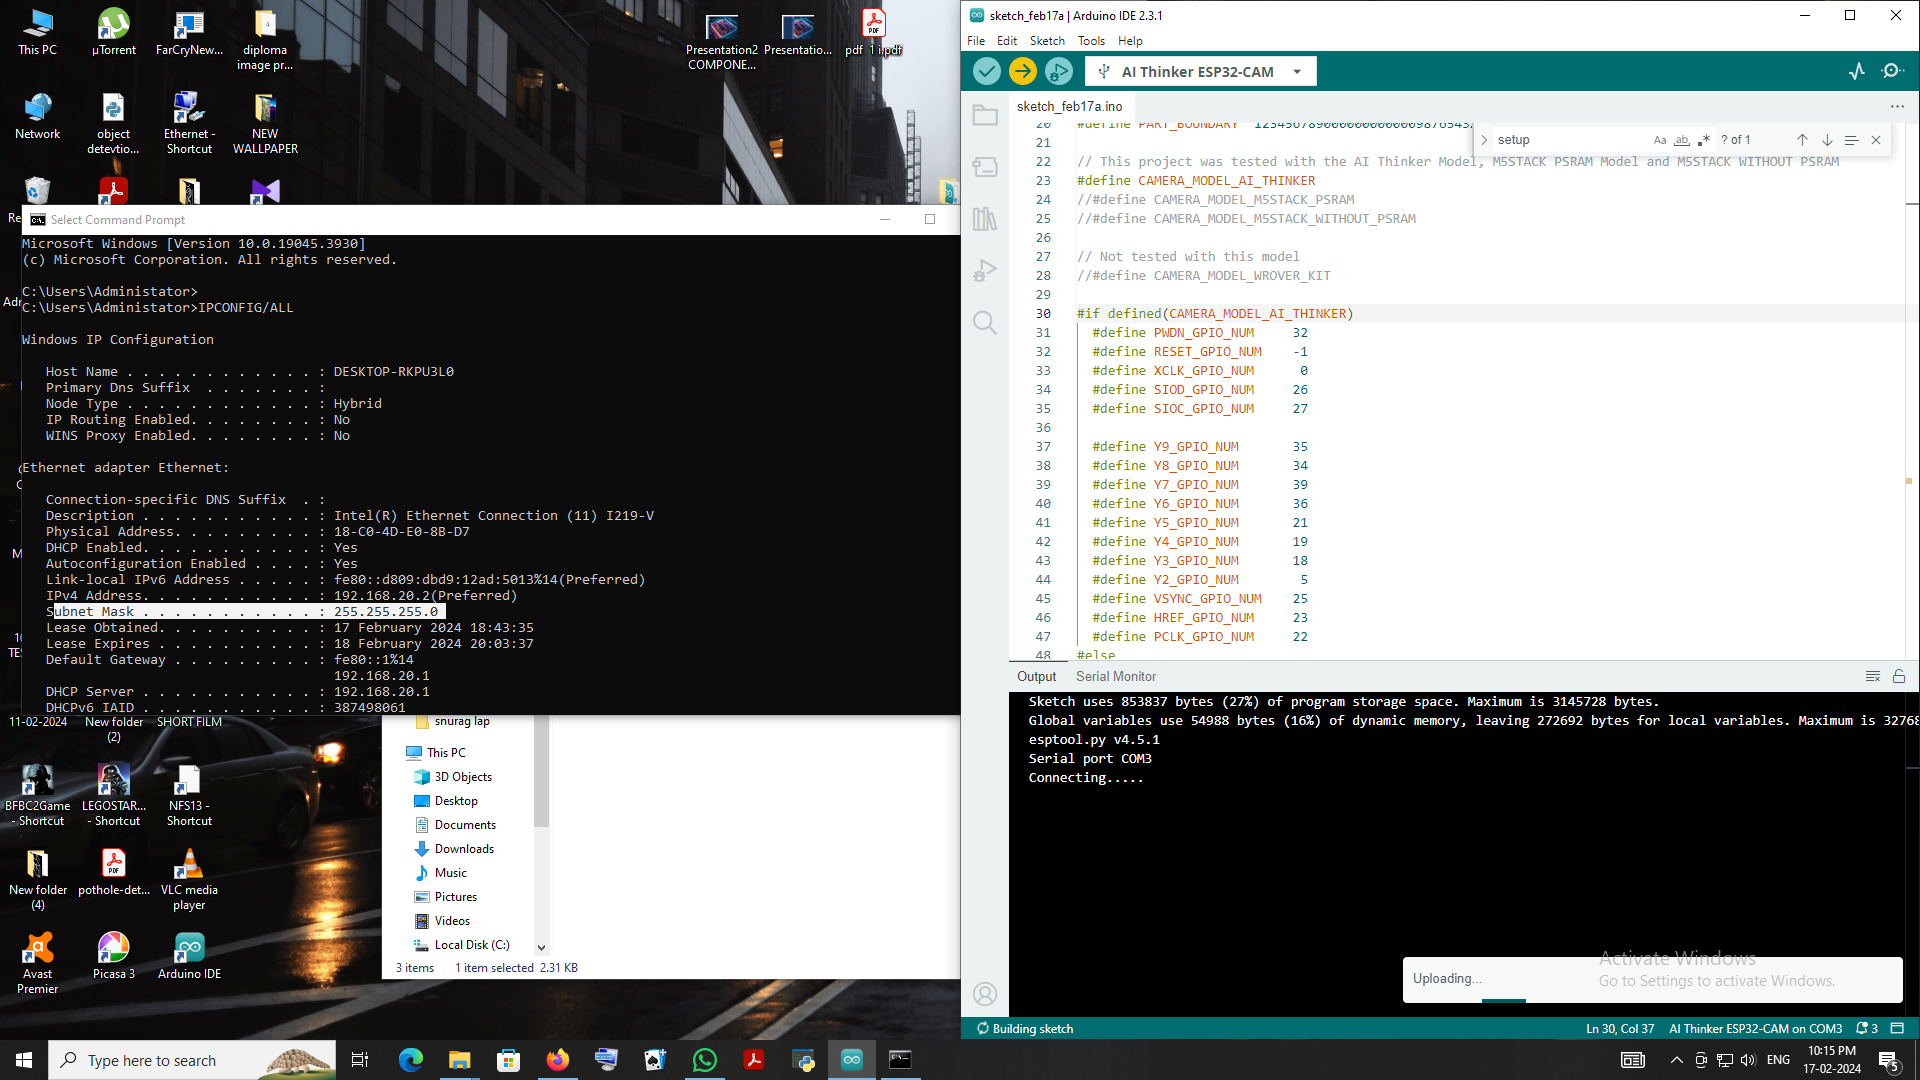 This PC
µTorrent
FarCryNew...
diploma
image pr...
Network
object
detevtio...
Ethernet -
Shortcut
NEW
WALLPAPER
Presentation2
COMPONE...
Presentatio...
pdf 1 i.pdf
Select Command Prompt
Microsoft Windows [Version 10.0.19045.3930]
(c) Microsoft Corporation. All rights reserved.
C:\Users\Administator>
C:\Users\Administator>IPCONFIG/ALL
Windows IP Configuration
Host Name . . . . . . . . . . . . : DESKTOP-RKPU3L0
Primary Dns Suffix  . . . . . . . :
Node Type . . . . . . . . . . . . : Hybrid
IP Routing Enabled. . . . . . . . : No
WINS Proxy Enabled. . . . . . . . : No
Ethernet adapter Ethernet:
Connection-specific DNS Suffix  . :
Description . . . . . . . . . . . : Intel(R) Ethernet Connection (11) I219-V
Physical Address. . . . . . . . . : 18-C0-4D-E0-8B-D7
DHCP Enabled. . . . . . . . . . . : Yes
Autoconfiguration Enabled . . . . : Yes
Link-local IPv6 Address . . . . . : fe80::d809:dbd9:12ad:5013%14(Preferred)
IPv4 Address. . . . . . . . . . . : 192.168.20.2(Preferred)
Subnet Mask . . . . . . . . . . . : 255.255.255.0
Lease Obtained. . . . . . . . . . : 17 February 2024 18:43:35
Lease Expires . . . . . . . . . . : 18 February 2024 20:03:37
Default Gateway . . . . . . . . . : fe80::1%14
192.168.20.1
DHCP Server . . . . . . . . . . . : 192.168.20.1
DHCPv6 IAID . . . . . . . . . . . : 387498061
11-02-2024
New folder
(2)
SHORT FILM
BFBC2Game
- Shortcut
LEGOSTAR...
- Shortcut
NFS13 -
Shortcut
New folder
(4)
pothole-det...
VLC media
player
Avast
Premier
Picasa 3
Arduino IDE
snurag lap
This PC
3D Objects
Desktop
Documents
Downloads
Music
Pictures
Videos
Local Disk (C:)
3 items 1 item selected 2.31 KB
sketch_feb17a | Arduino IDE 2.3.1
File Edit Sketch Tools Help
AI Thinker ESP32-CAM
sketch_feb17a.ino
setup
Aa ab ? of 1
20 #define PART_BOUNDARY
21
22 // This project was tested with the AI Thinker Model, M5STACK PSRAM Model and M5STACK WITHOUT PSRAM
23 #define CAMERA_MODEL_AI_THINKER
24 //#define CAMERA_MODEL_M5STACK_PSRAM
25 //#define CAMERA_MODEL_M5STACK_WITHOUT_PSRAM
26
27 // Not tested with this model
28 //#define CAMERA_MODEL_WROVER_KIT
29
30 #if defined(CAMERA_MODEL_AI_THINKER)
31 #define PWDN_GPIO_NUM 32
32 #define RESET_GPIO_NUM -1
33 #define XCLK_GPIO_NUM 0
34 #define SIOD_GPIO_NUM 26
35 #define SIOC_GPIO_NUM 27
36
37 #define Y9_GPIO_NUM 35
38 #define Y8_GPIO_NUM 34
39 #define Y7_GPIO_NUM 39
40 #define Y6_GPIO_NUM 36
41 #define Y5_GPIO_NUM 21
42 #define Y4_GPIO_NUM 19
43 #define Y3_GPIO_NUM 18
44 #define Y2_GPIO_NUM 5
45 #define VSYNC_GPIO_NUM 25
46 #define HREF_GPIO_NUM 23
47 #define PCLK_GPIO_NUM 22
48 #else
Output Serial Monitor
Sketch uses 853837 bytes (27%) of program storage space. Maximum is 3145728 bytes.
Global variables use 54988 bytes (16%) of dynamic memory, leaving 272692 bytes for local variables. Maximum is 3276
esptool.py v4.5.1
Serial port COM3
Connecting.....
Activate Windows
Go to Settings to activate Windows.
Uploading...
Building sketch
Ln 30, Col 37 AI Thinker ESP32-CAM on COM3 3
Type here to search
ENG
10:15 PM
17-02-2024
5